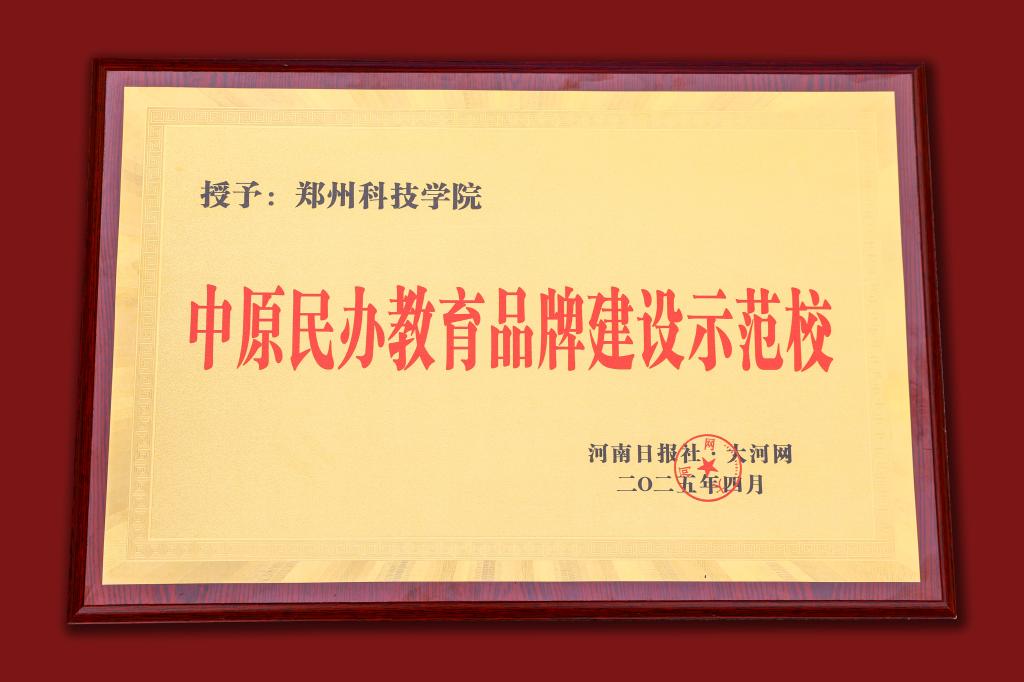 授予：郑州科技学院
中原民办教育品牌建设示范校
河南日报社·大河网
二〇二五年四月